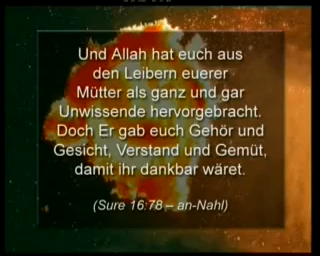 Und Allah hat euch aus
den Leibern euerer
Mütter als ganz und gar
Unwissende hervorgebracht.
Doch Er gab euch Gehör und
Gesicht, Verstand und Gemüt,
damit ihr dankbar wäret.
(Sure 16:78 – an-Nahl)